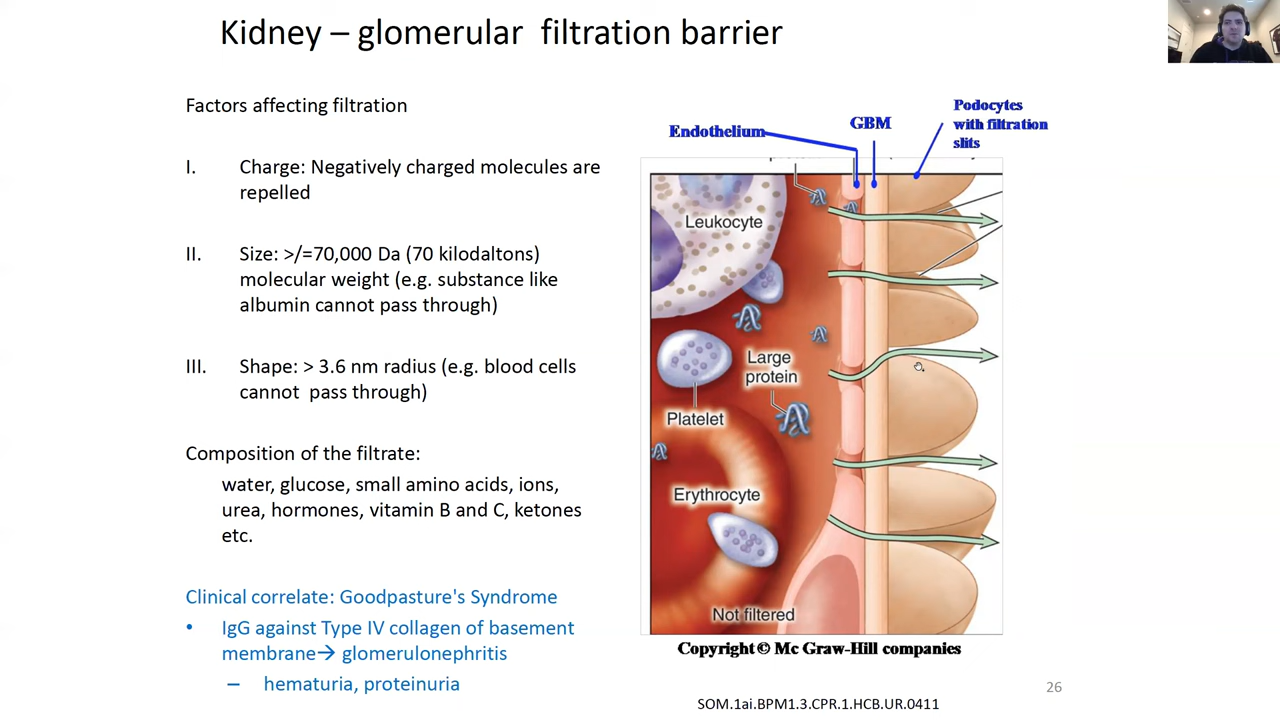 Kidney – glomerular filtration barrier
Factors affecting filtration
I. Charge: Negatively charged molecules are
repelled
II. Size: >/=70,000 Da (70 kilodaltons)
molecular weight (e.g. substance like
albumin cannot pass through)
III. Shape: > 3.6 nm radius (e.g. blood cells
cannot pass through)
Composition of the filtrate:
water, glucose, small amino acids, ions,
urea, hormones, vitamin B and C, ketones
etc.
Clinical correlate: Goodpasture's Syndrome
• IgG against Type IV collagen of basement
membrane→ glomerulonephritis
– hematuria, proteinuria
Endothelium
GBM
Podocytes
with filtration
slits
Leukocyte
Large
protein
Platelet
Erythrocyte
Not filtered
Copyright © Mc Graw-Hill companies
26
SOM.1ai.BPM1.3.CPR.1.HCB.UR.0411